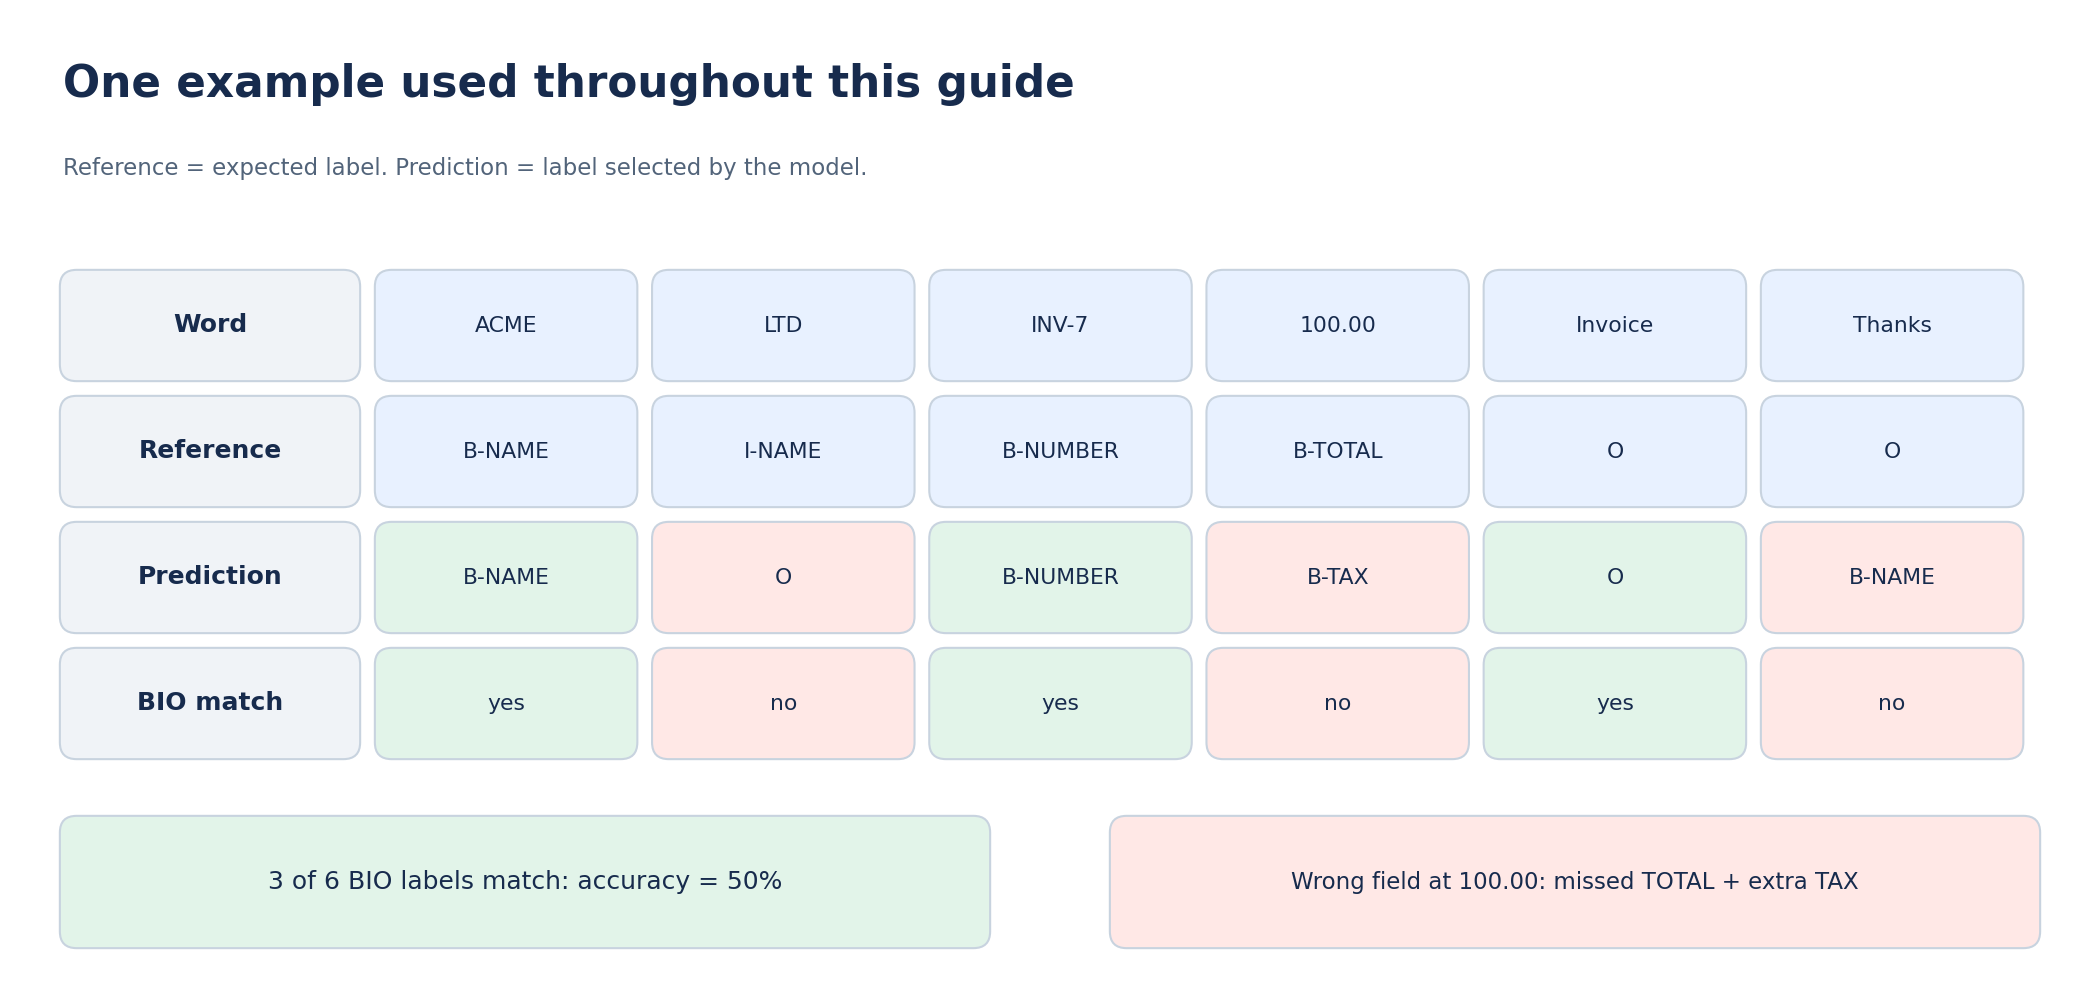 One example used throughout this guide
Reference = expected label. Prediction = label selected by the model.
Word ACME LTD INV-7 100.00 Invoice Thanks
Reference B-NAME I-NAME B-NUMBER B-TOTAL O O
Prediction B-NAME O B-NUMBER B-TAX O B-NAME
BIO match yes no yes no yes no
3 of 6 BIO labels match: accuracy = 50%
Wrong field at 100.00: missed TOTAL + extra TAX